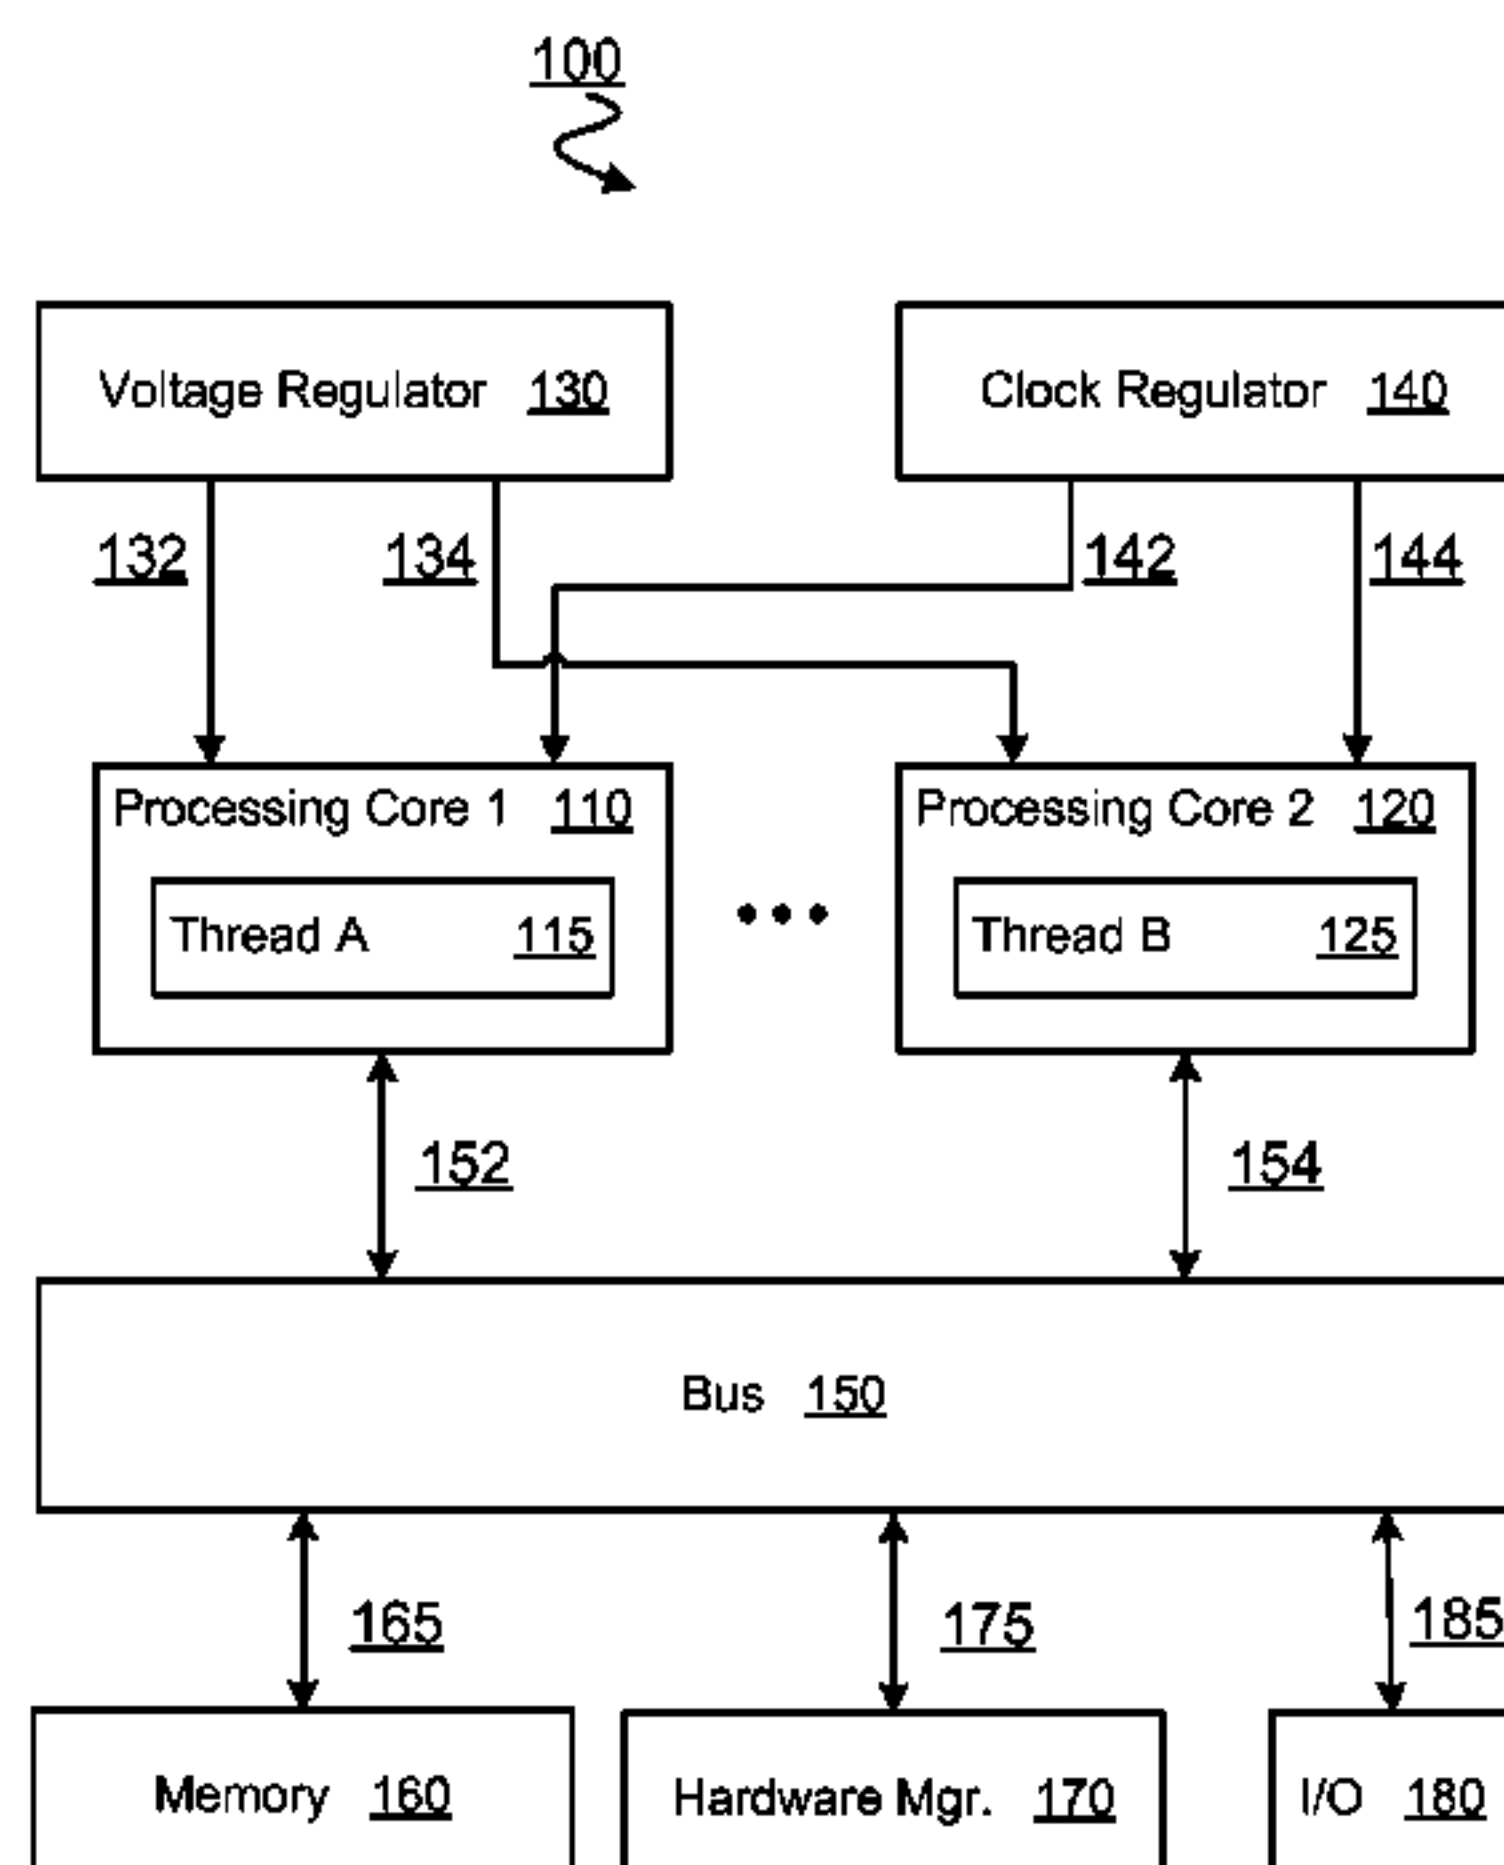 100
Voltage Regulator 130
Clock Regulator 140
132
134
142
144
Processing Core 1 110
Processing Core 2 120
Thread A 115
Thread B 125
152
154
Bus 150
165
175
185
Memory 160
Hardware Mgr. 170
I/O 180